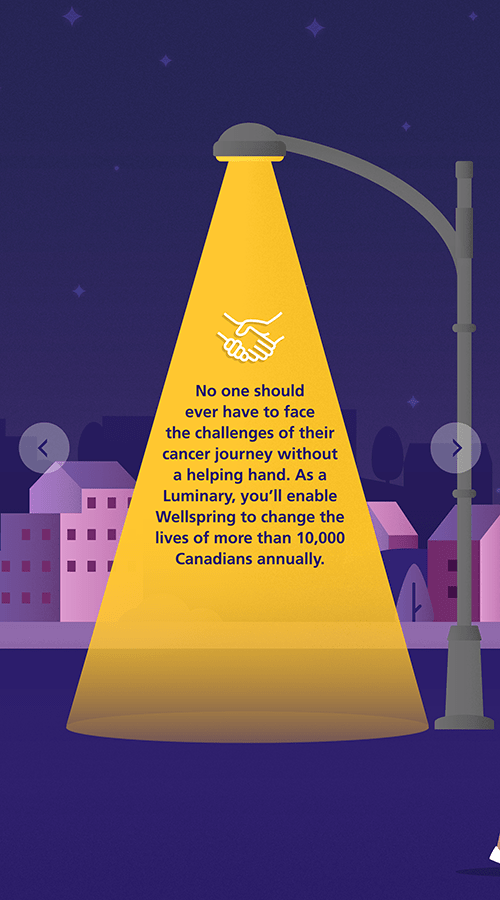 No one should
ever have to face
the challenges of their
cancer journey without
a helping hand. As a
Luminary, you’ll enable
Wellspring to change the
lives of more than 10,000
Canadians annually.